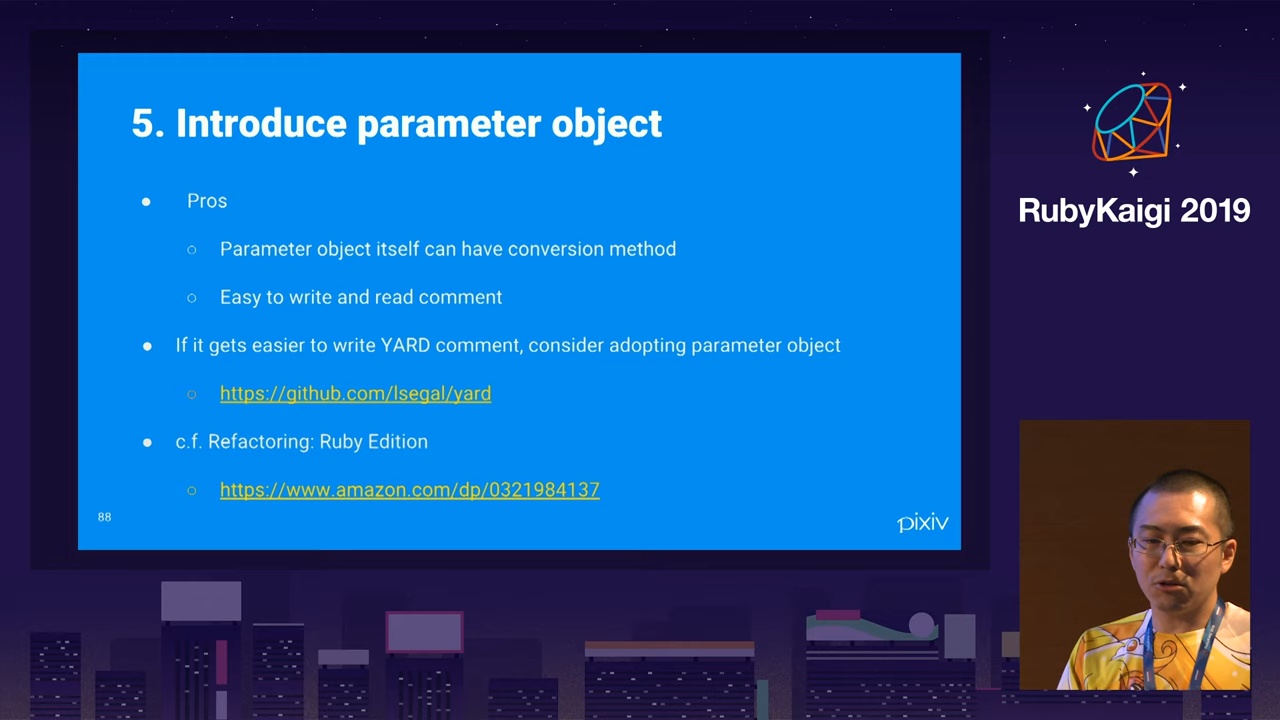 5. Introduce parameter object
Pros
Parameter object itself can have conversion method
Easy to write and read comment
If it gets easier to write YARD comment, consider adopting parameter object
https://github.com/lsegal/yard
c.f. Refactoring: Ruby Edition
https://www.amazon.com/dp/0321984137
88
pixiv
RubyKaigi 2019